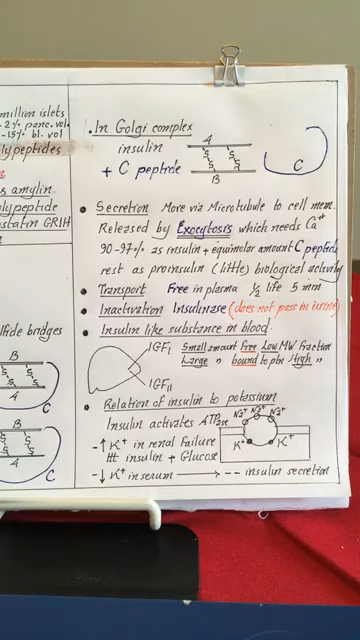 millim islets
-2% panc. vol.
-15% bl. vol
lypeptides
s amylin.
lypeptide
statin GRIH
lfide bridges
B
S S
S S
A
C
B
S S
S S
A
C
. In Golgi complex
insulin
+ C peptide
A
S S
S S
B
C
Secretion More via Microtubule to cell mem.
Released by Exocytosis which needs Ca++
90-97% as insulin + equimolar amount C peptide
rest as proinsulin (little) biological activity
Transport Free in plasma ½ life 5 min
Inactivation Insulinase (does not pass in urine)
Insulin like substance in blood.
IGF I Small amount Free Low MW fraction
Large " bound to ptn High "
IGF II
Relation of insulin to potassium
Insulin activates ATPase
Na+ Na+ Na+
K+ K+
- ↑ K+ in renal Failure
ttt insulin + Glucose
- ↓ K+ in serum → -- insulin secretion